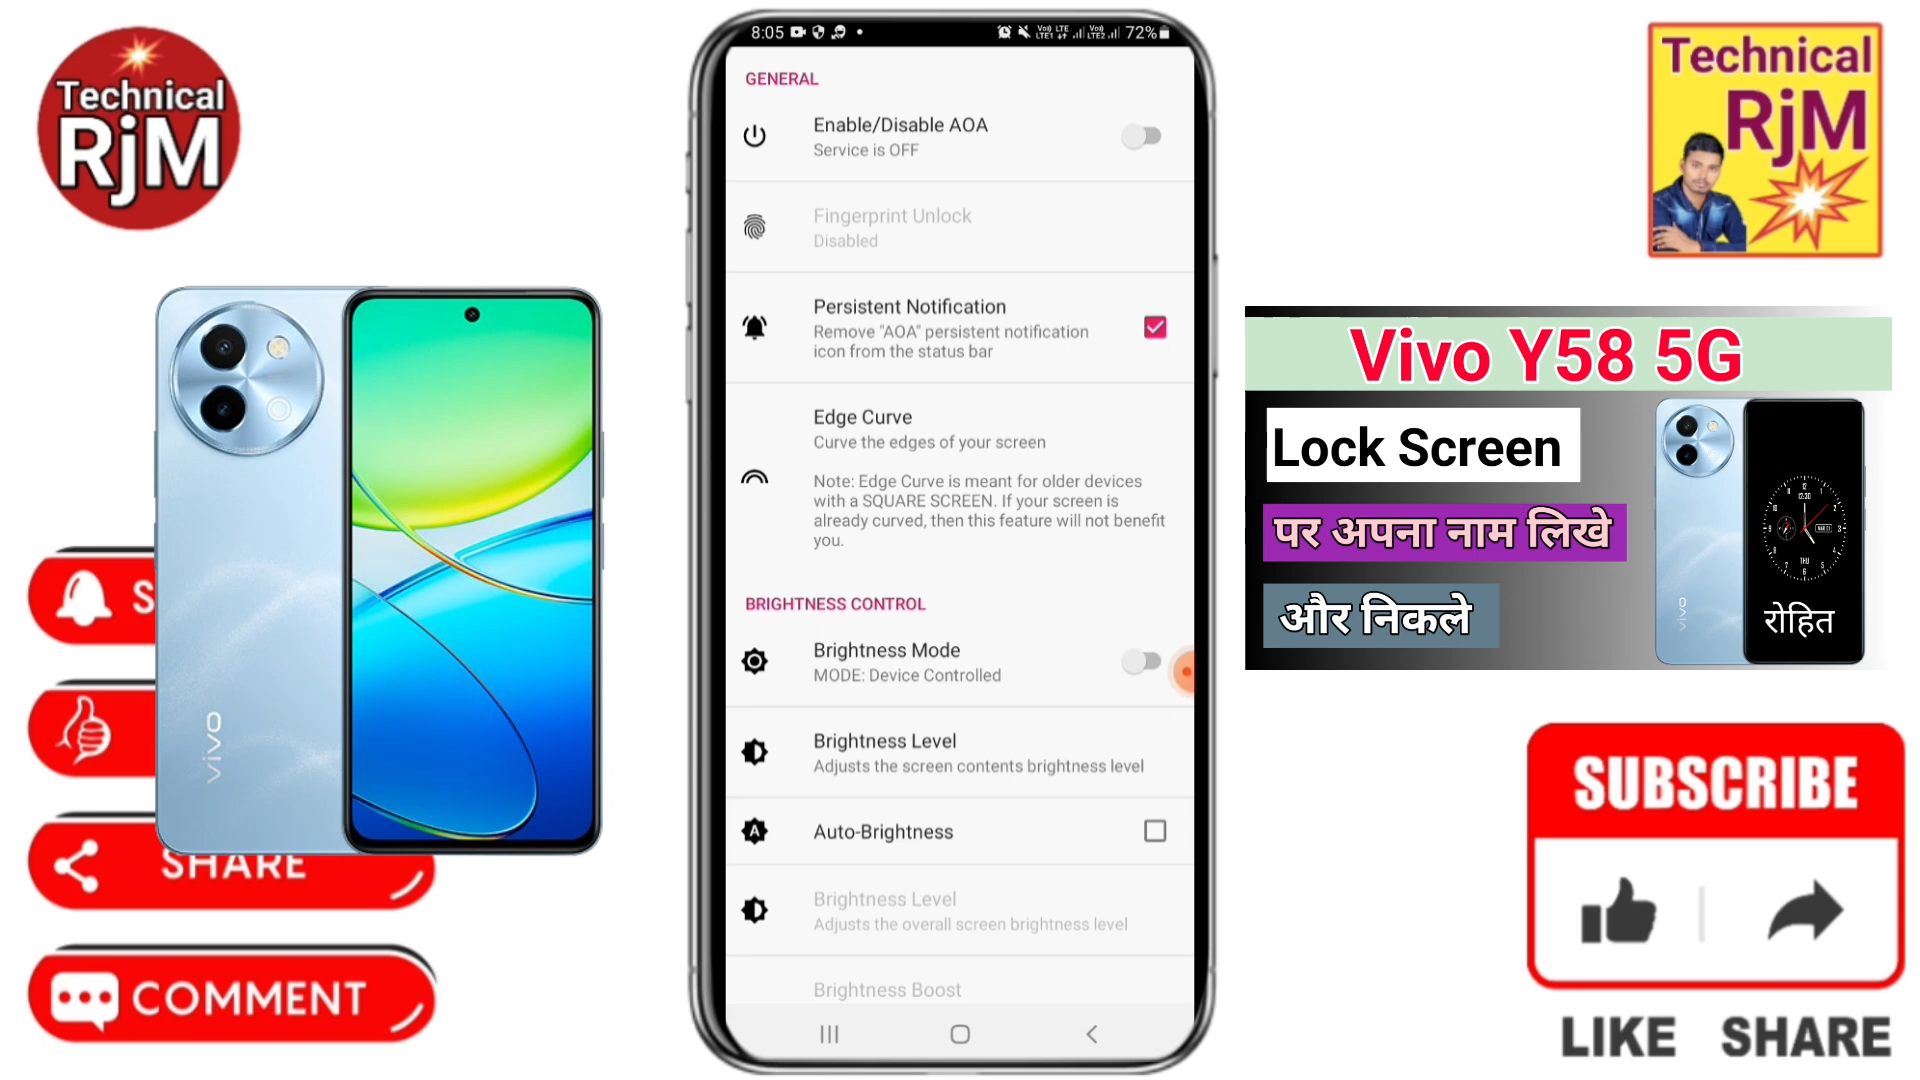 Technical
RjM
vivo
S
SHARE
COMMENT
8:05
72%
GENERAL
Enable/Disable AOA
Service is OFF
Fingerprint Unlock
Disabled
Persistent Notification
Remove "AOA" persistent notification
icon from the status bar
Edge Curve
Curve the edges of your screen
Note: Edge Curve is meant for older devices
with a SQUARE SCREEN. If your screen is
already curved, then this feature will not benefit
you.
BRIGHTNESS CONTROL
Brightness Mode
MODE: Device Controlled
Brightness Level
Adjusts the screen contents brightness level
Auto-Brightness
Brightness Level
Adjusts the overall screen brightness level
Brightness Boost
Technical
RjM
Vivo Y58 5G
Lock Screen
पर अपना नाम लिखे
और निकले
vivo
रोहित
SUBSCRIBE
LIKE SHARE